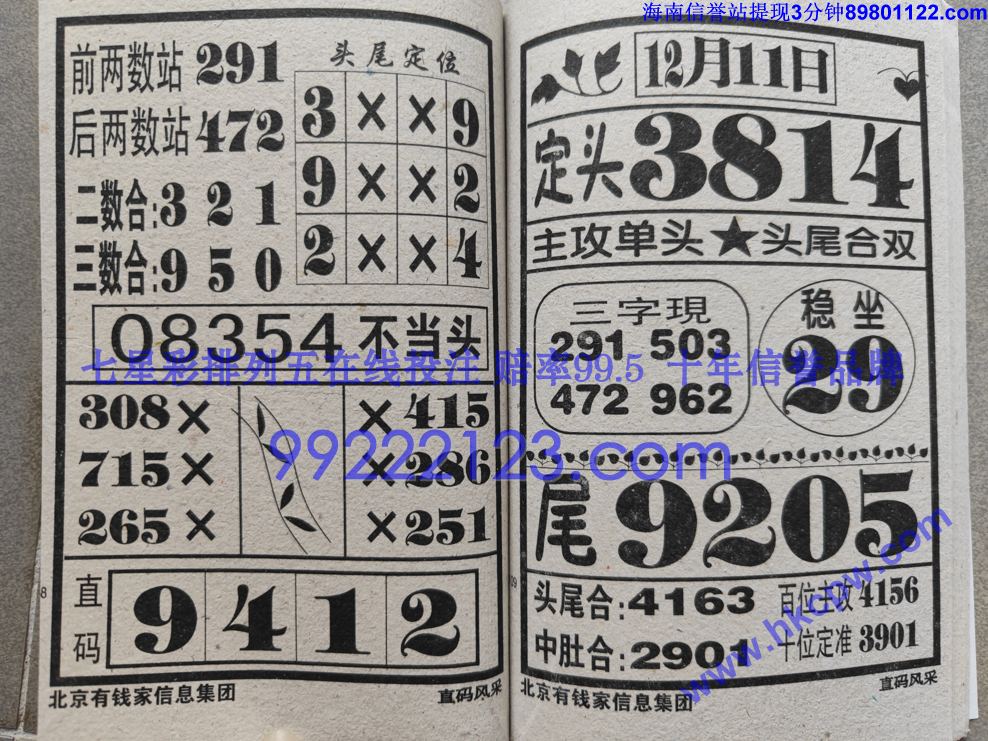 海南信誉站提现3分钟89801122.com
前两数站 291
后两数站 472
二数合:3 2 1
三数合:9 5 0
头尾定位
3 × × 9
9 × × 2
2 × × 4
08354 不当头
七星彩排列五在线投注 赔率99.5 十年信誉品牌
308× ×415
715× ×286
265× ×251
99222123.com
直码 9 4 1 2
8
北京有钱家信息集团 直码风采
12月11日
定头 3814
主攻单头★头尾合双
三字現
291 503
472 962
稳坐
29
尾 9205
头尾合:4163 百位主攻 4156
中肚合:2901 十位定准 3901
09
www.hkcpw.com
北京有钱家信息集团 直码风采